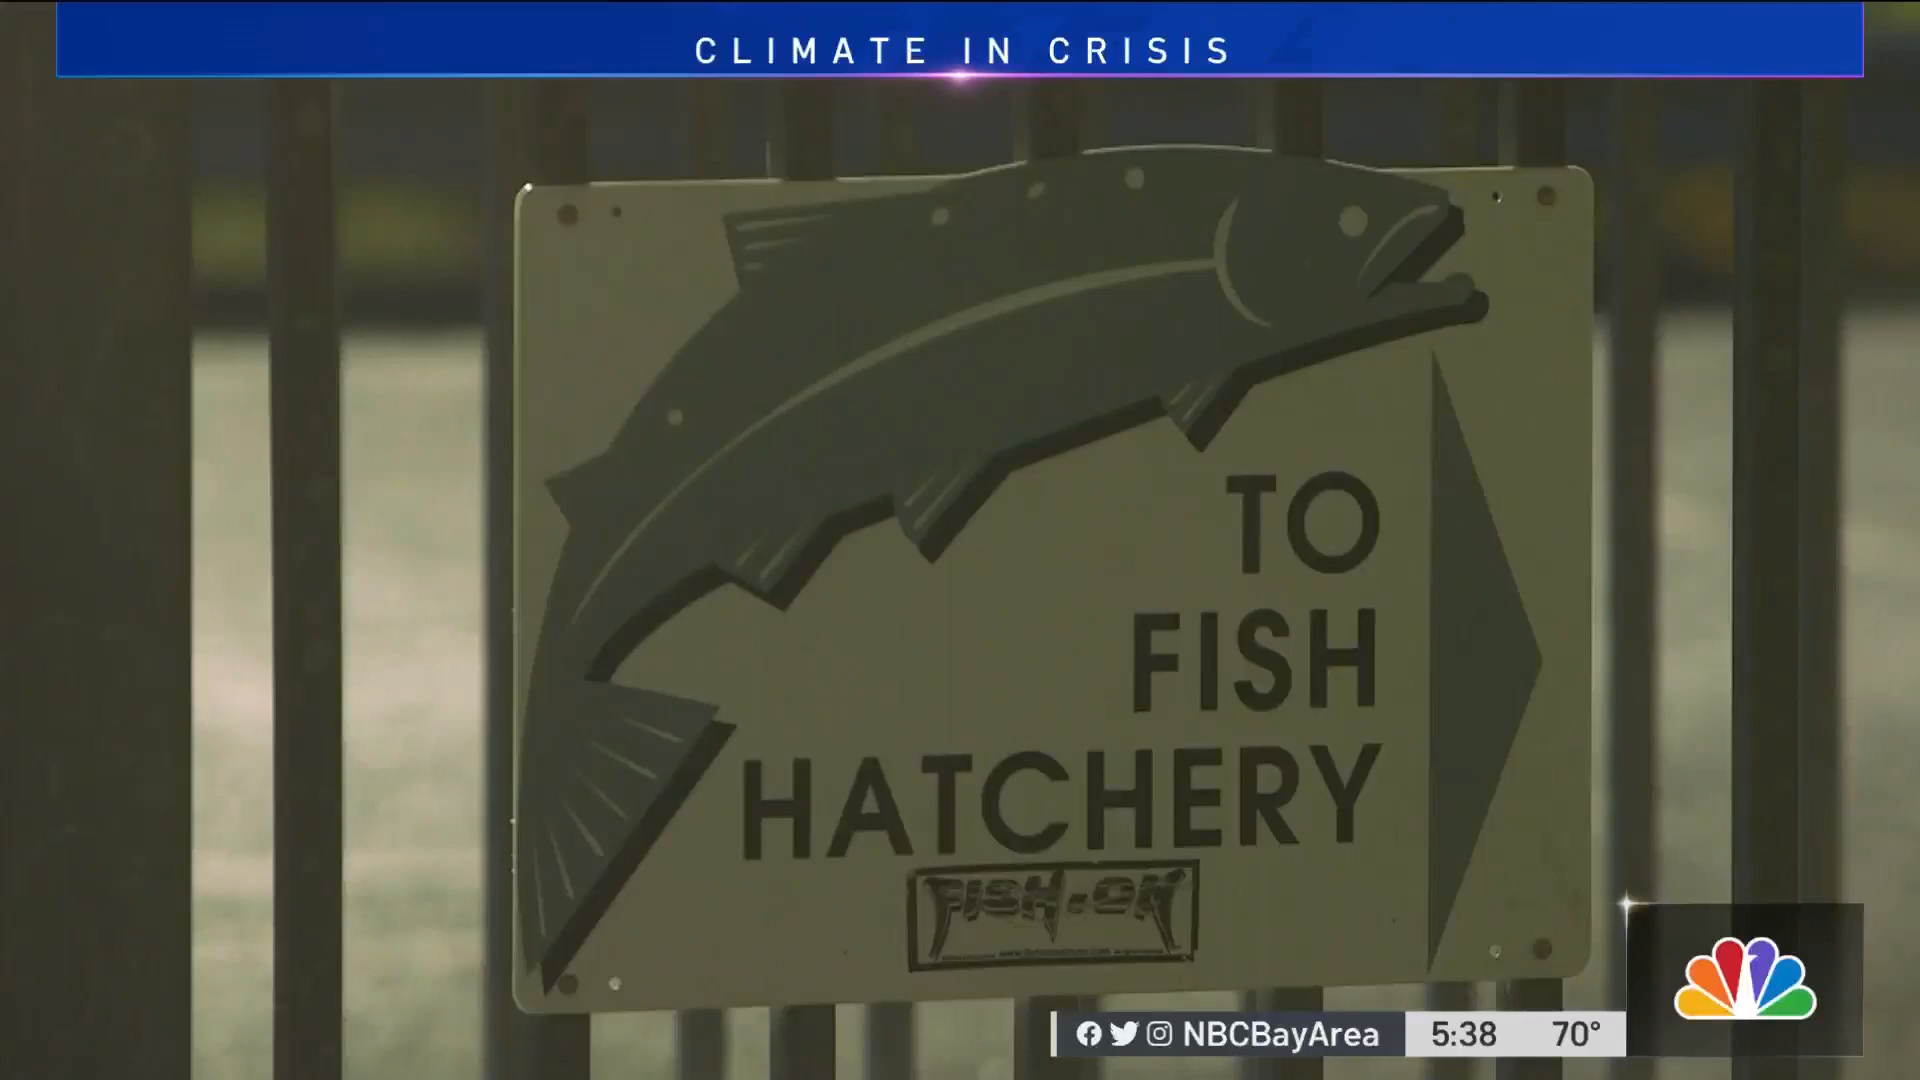 CLIMATE IN CRISIS
TO
FISH
HATCHERY
FISH-ON
NBCBayArea 5:38 70°